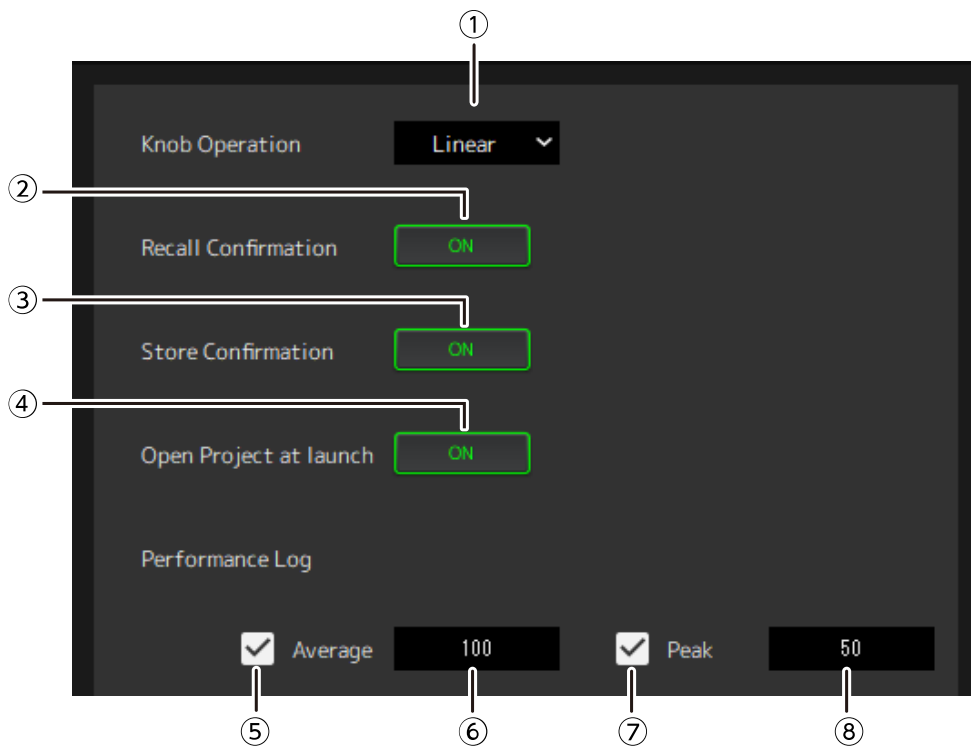 ①
Knob Operation Linear
②
Recall Confirmation ON
③
Store Confirmation ON
④
Open Project at launch ON
Performance Log
Average 100 Peak 50
⑤ ⑥ ⑦ ⑧